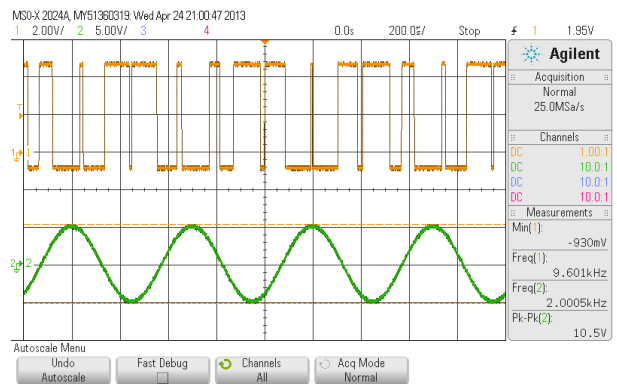 MSO-X 2024A, MY51360319: Wed Apr 24 21:00:47 2013
1 2.00V/ 2 5.00V/ 3 4 0.0s 200.0µs/ Stop 1 1.95V
Agilent
Acquisition
Normal
25.0MSa/s
Channels
DC 1.00:1
DC 10.0:1
DC 10.0:1
DC 10.0:1
Measurements
Min(1):
-930mV
Freq(1):
9.601kHz
Freq(2):
2.0005kHz
Pk-Pk(2):
10.5V
T
1
2
Autoscale Menu
Undo
Autoscale
Fast Debug
Channels
All
Acq Mode
Normal